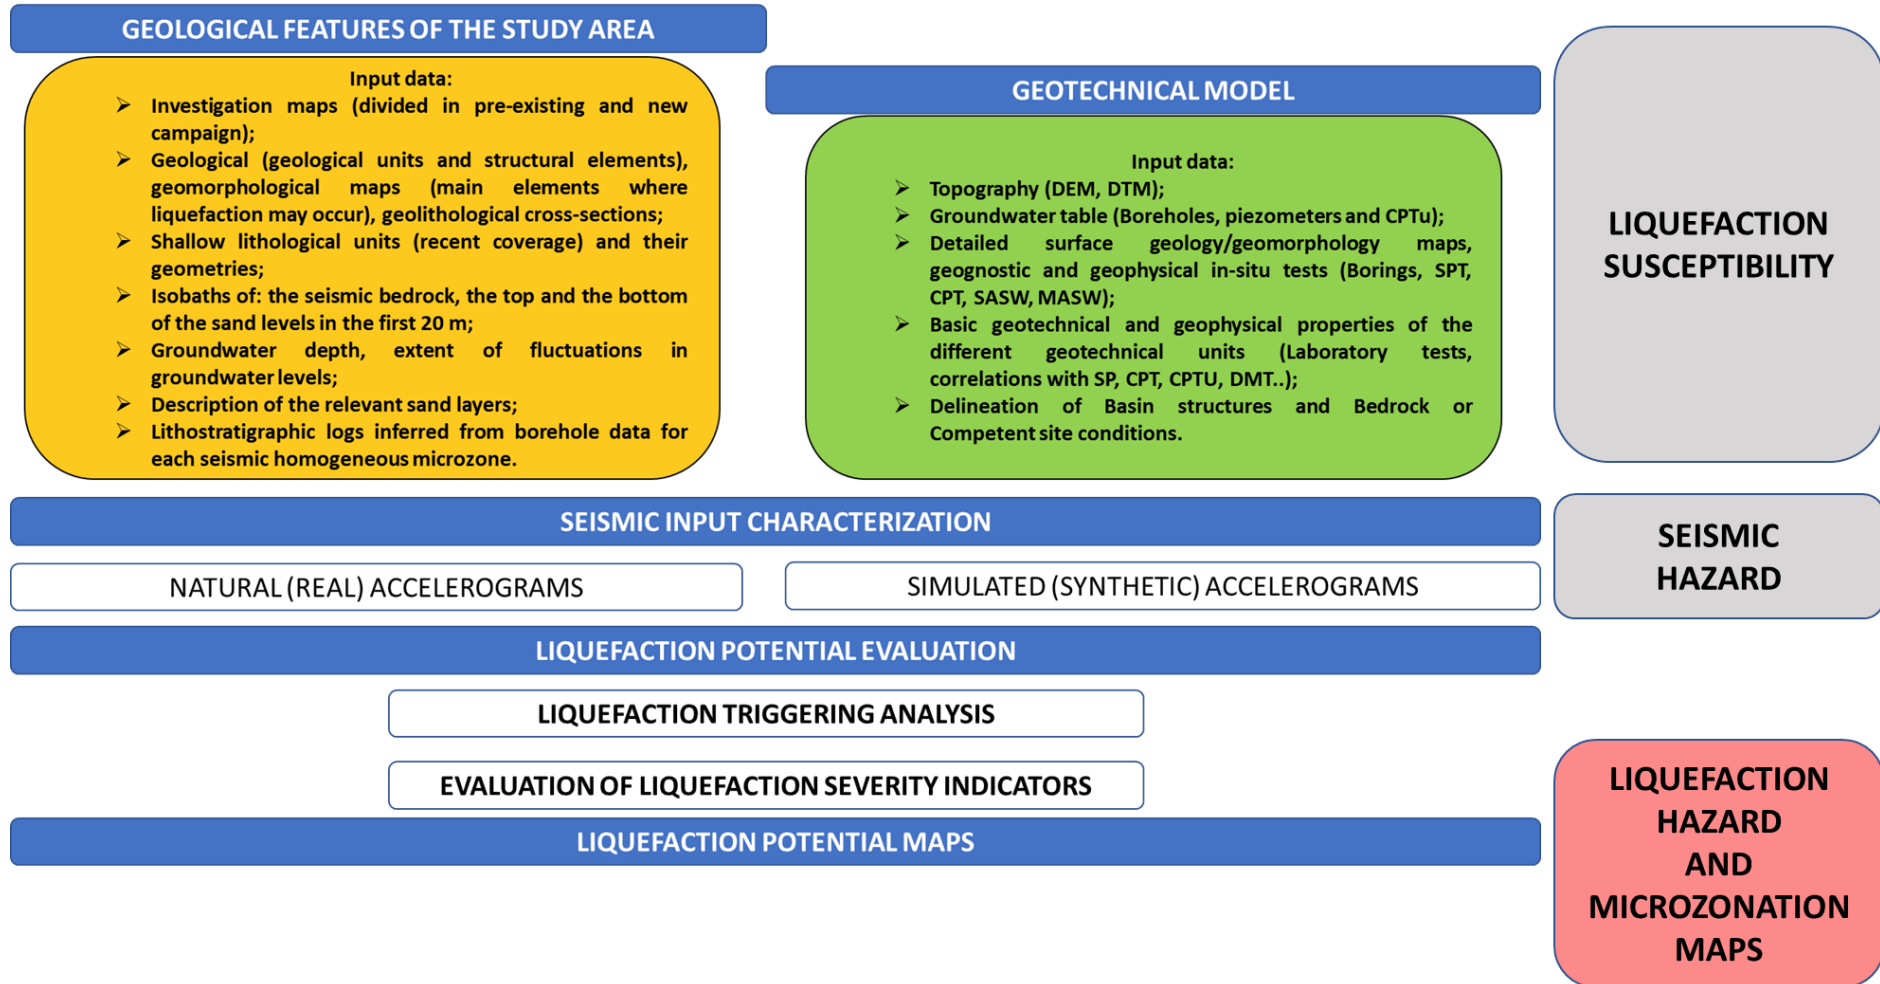 GEOLOGICAL FEATURES OF THE STUDY AREA
Input data:
➢ Investigation maps (divided in pre-existing and new
campaign);
➢ Geological (geological units and structural elements),
geomorphological maps (main elements where
liquefaction may occur), geolithological cross-sections;
➢ Shallow lithological units (recent coverage) and their
geometries;
➢ Isobaths of: the seismic bedrock, the top and the bottom
of the sand levels in the first 20 m;
➢ Groundwater depth, extent of fluctuations in
groundwater levels;
➢ Description of the relevant sand layers;
➢ Lithostratigraphic logs inferred from borehole data for
each seismic homogeneous microzone.
GEOTECHNICAL MODEL
Input data:
➢ Topography (DEM, DTM);
➢ Groundwater table (Boreholes, piezometers and CPTu);
➢ Detailed surface geology/geomorphology maps,
geognostic and geophysical in-situ tests (Borings, SPT,
CPT, SASW, MASW);
➢ Basic geotechnical and geophysical properties of the
different geotechnical units (Laboratory tests,
correlations with SP, CPT, CPTU, DMT..);
➢ Delineation of Basin structures and Bedrock or
Competent site conditions.
LIQUEFACTION
SUSCEPTIBILITY
SEISMIC INPUT CHARACTERIZATION
NATURAL (REAL) ACCELEROGRAMS
SIMULATED (SYNTHETIC) ACCELEROGRAMS
SEISMIC
HAZARD
LIQUEFACTION POTENTIAL EVALUATION
LIQUEFACTION TRIGGERING ANALYSIS
EVALUATION OF LIQUEFACTION SEVERITY INDICATORS
LIQUEFACTION POTENTIAL MAPS
LIQUEFACTION
HAZARD
AND
MICROZONATION
MAPS